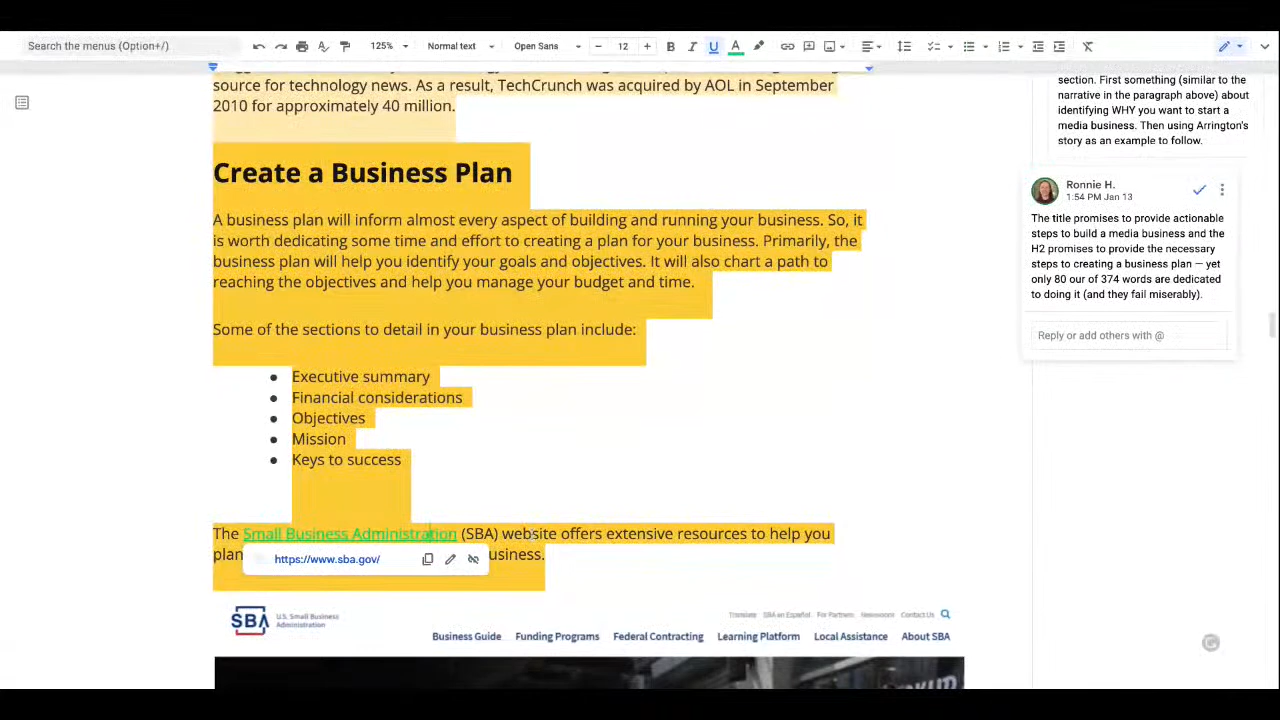 Search the menus (Option+/)
125%
Normal text
Open Sans
12
source for technology news. As a result, TechCrunch was acquired by AOL in September
2010 for approximately 40 million.
Create a Business Plan
A business plan will inform almost every aspect of building and running your business. So, it
is worth dedicating some time and effort to creating a plan for your business. Primarily, the
business plan will help you identify your goals and objectives. It will also chart a path to
reaching the objectives and help you manage your budget and time.
Some of the sections to detail in your business plan include:
● Executive summary
● Financial considerations
● Objectives
● Mission
● Keys to success
The Small Business Administration (SBA) website offers extensive resources to help you
plan
usiness.
https://www.sba.gov/
SBA
U.S. Small Business
Administration
Translate
SBA en Español
For Partners
Newsroom
Contact Us
Business Guide
Funding Programs
Federal Contracting
Learning Platform
Local Assistance
About SBA
section. First something (similar to the
narrative in the paragraph above) about
identifying WHY you want to start a
media business. Then using Arrington's
story as an example to follow.
Ronnie H.
1:54 PM Jan 13
The title promises to provide actionable
steps to build a media business and the
H2 promises to provide the necessary
steps to creating a business plan — yet
only 80 our of 374 words are dedicated
to doing it (and they fail miserably).
Reply or add others with @